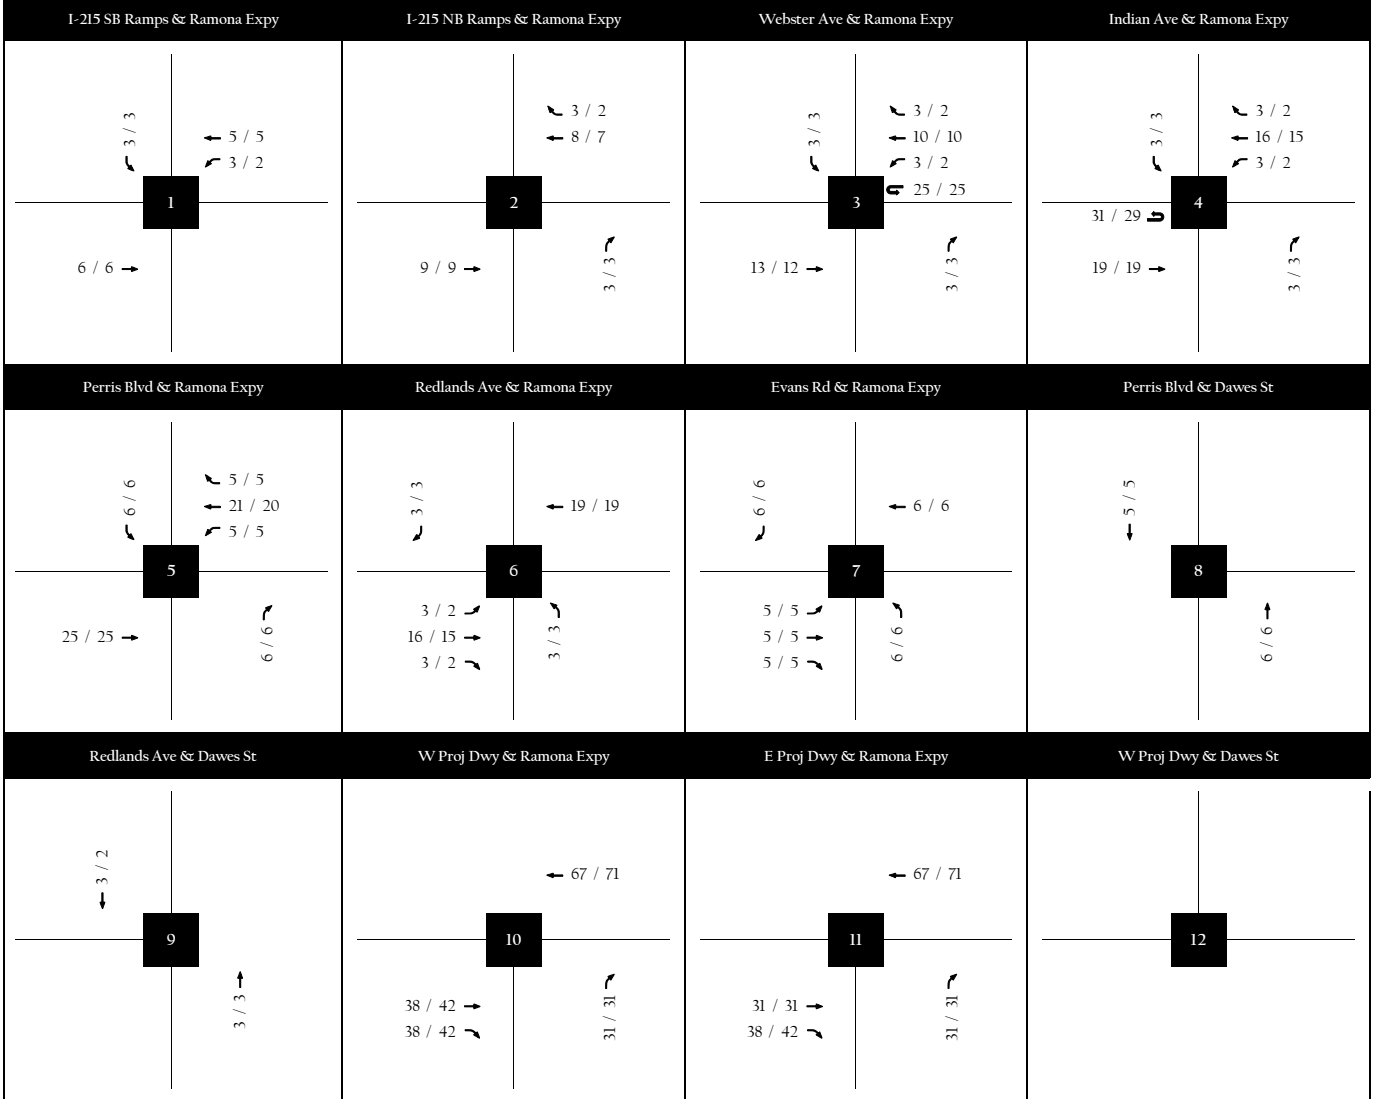 I-215 SB Ramps & Ramona Expy
3 / 3
5 / 5
3 / 2
1
6 / 6
I-215 NB Ramps & Ramona Expy
3 / 2
8 / 7
2
9 / 9
3 / 3
Webster Ave & Ramona Expy
3 / 3
3 / 2
10 / 10
3 / 2
25 / 25
3
13 / 12
3 / 3
Indian Ave & Ramona Expy
3 / 3
3 / 2
16 / 15
3 / 2
4
31 / 29
19 / 19
3 / 3
Perris Blvd & Ramona Expy
6 / 6
5 / 5
21 / 20
5 / 5
5
25 / 25
6 / 6
Redlands Ave & Ramona Expy
3 / 3
19 / 19
6
3 / 2
16 / 15
3 / 2
3 / 3
Evans Rd & Ramona Expy
6 / 6
6 / 6
7
5 / 5
5 / 5
5 / 5
6 / 6
Perris Blvd & Dawes St
5 / 5
8
6 / 6
Redlands Ave & Dawes St
3 / 2
9
3 / 3
W Proj Dwy & Ramona Expy
67 / 71
10
38 / 42
38 / 42
31 / 31
E Proj Dwy & Ramona Expy
67 / 71
11
31 / 31
38 / 42
31 / 31
W Proj Dwy & Dawes St
12